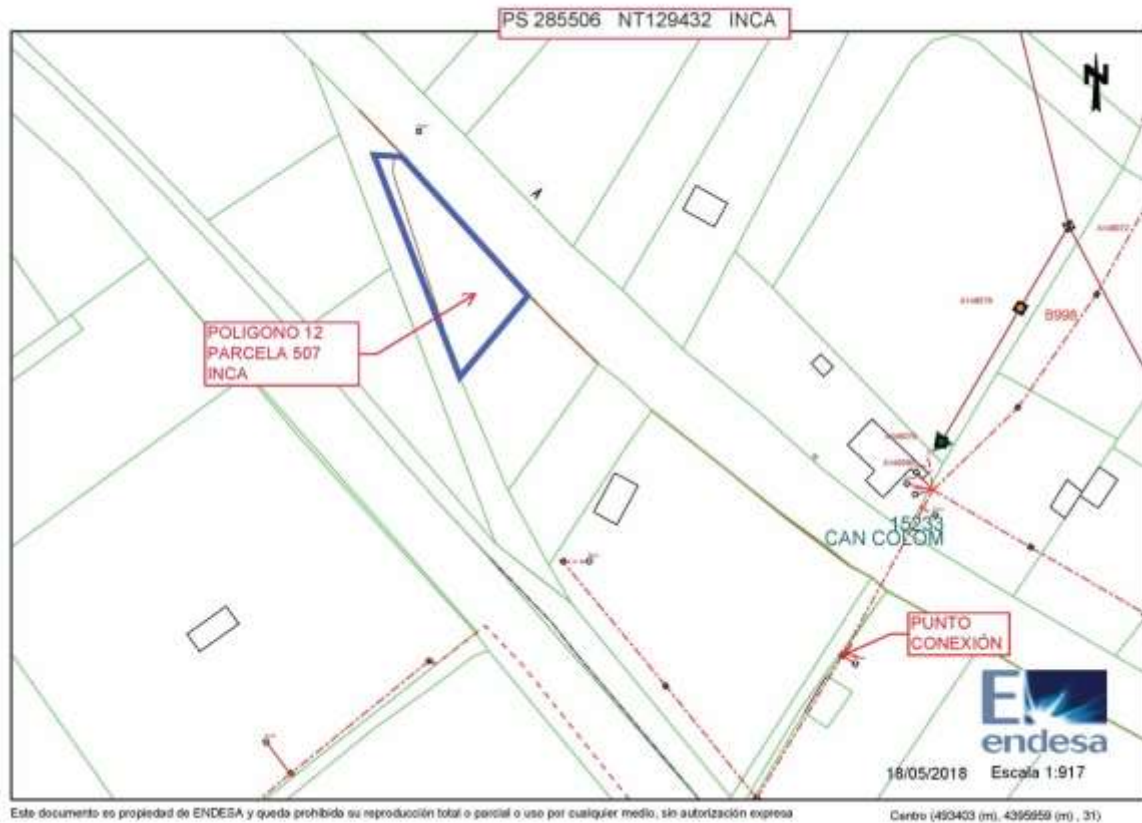 PS 285506 NT129432 INCA
N
POLIGONO 12
PARCELA 507
INCA
B998
15233
CAN COLOM
PUNTO
CONEXIÓN
E
endesa
18/05/2018 Escala 1:917
Este documento es propiedad de ENDESA y queda prohibida su reproducción total o parcial o uso por cualquier medio, sin autorización expresa
Centro (493403 (m), 4395959 (m) , 31)